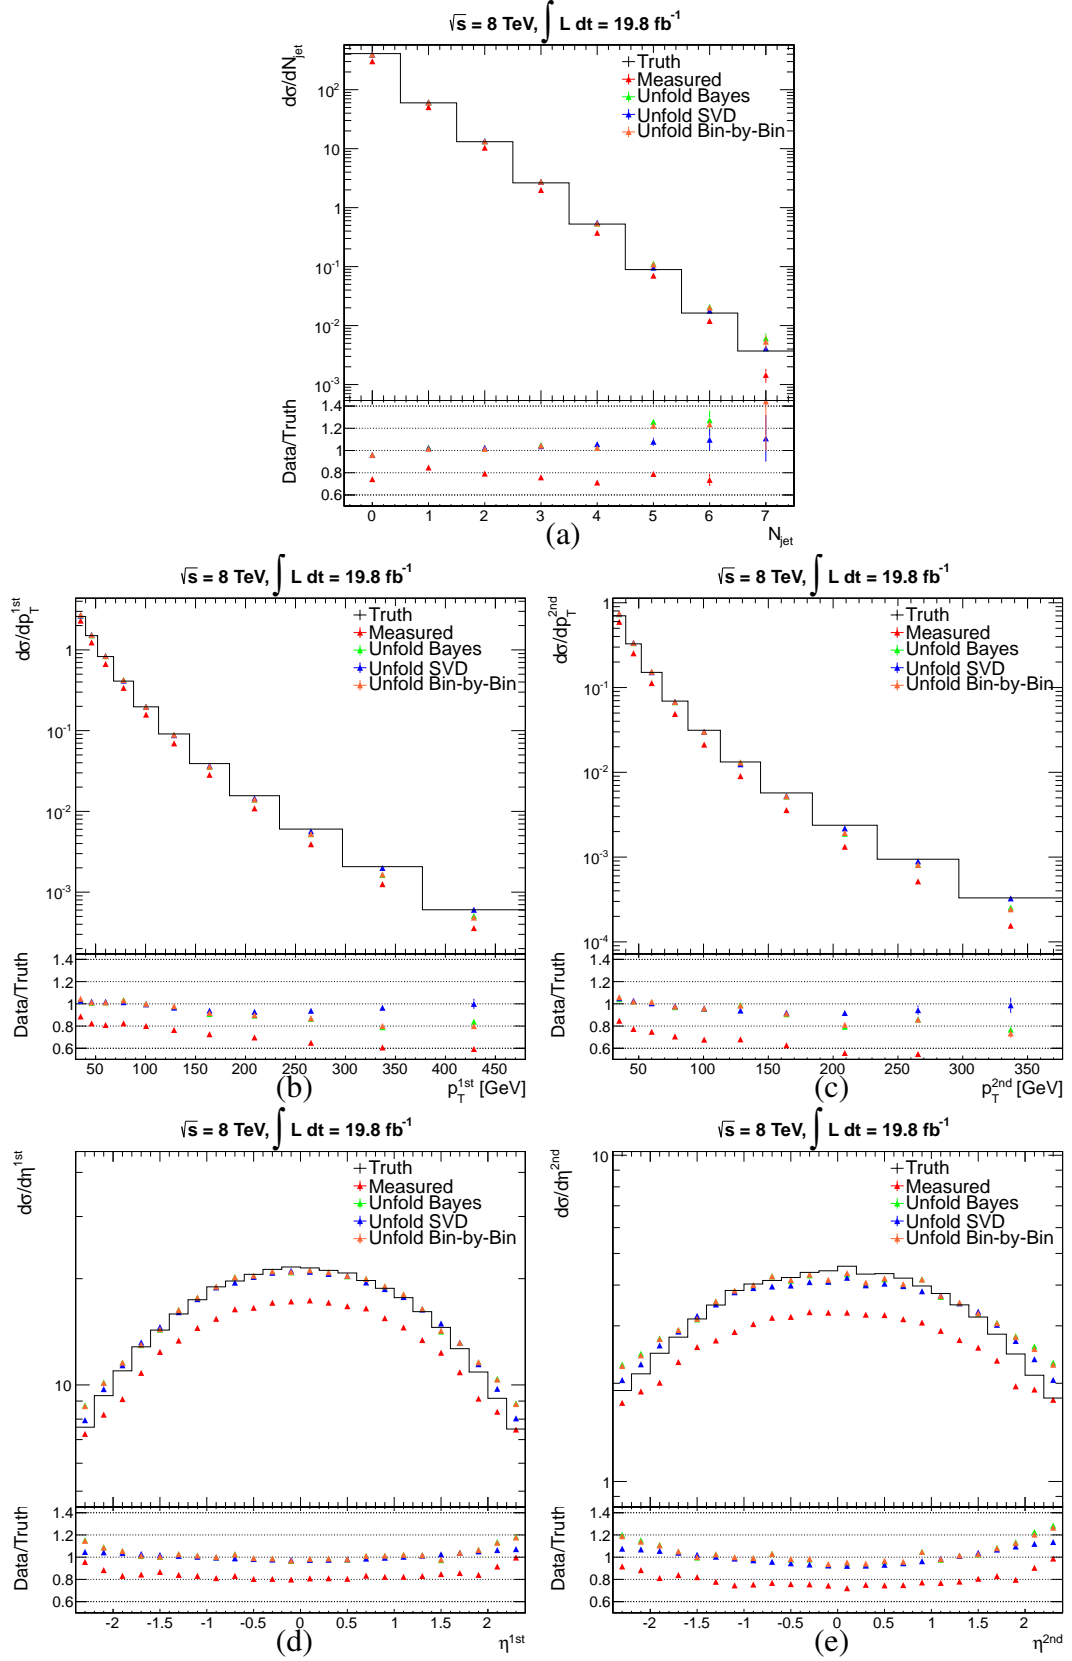 √s = 8 TeV, ∫ L dt = 19.8 fb⁻¹
dσ/dN_jet
Truth
Measured
Unfold Bayes
Unfold SVD
Unfold Bin-by-Bin
10²
10
1
10⁻¹
10⁻²
10⁻³
Data/Truth
1.4
1.2
1
0.8
0.6
0 1 2 3 4 5 6 7
N_jet
(a)
√s = 8 TeV, ∫ L dt = 19.8 fb⁻¹
dσ/dp_T^1st
Truth
Measured
Unfold Bayes
Unfold SVD
Unfold Bin-by-Bin
1
10⁻¹
10⁻²
10⁻³
Data/Truth
1.4
1.2
1
0.8
0.6
50 100 150 200 250 300 350 400 450
p_T^1st [GeV]
(b)
√s = 8 TeV, ∫ L dt = 19.8 fb⁻¹
dσ/dp_T^2nd
Truth
Measured
Unfold Bayes
Unfold SVD
Unfold Bin-by-Bin
1
10⁻¹
10⁻²
10⁻³
10⁻⁴
Data/Truth
1.4
1.2
1
0.8
0.6
50 100 150 200 250 300 350
p_T^2nd [GeV]
(c)
√s = 8 TeV, ∫ L dt = 19.8 fb⁻¹
dσ/dη^1st
Truth
Measured
Unfold Bayes
Unfold SVD
Unfold Bin-by-Bin
10
Data/Truth
1.4
1.2
1
0.8
0.6
-2 -1.5 -1 -0.5 0 0.5 1 1.5 2
η^1st
(d)
√s = 8 TeV, ∫ L dt = 19.8 fb⁻¹
dσ/dη^2nd
Truth
Measured
Unfold Bayes
Unfold SVD
Unfold Bin-by-Bin
10
1
Data/Truth
1.4
1.2
1
0.8
0.6
-2 -1.5 -1 -0.5 0 0.5 1 1.5 2
η^2nd
(e)